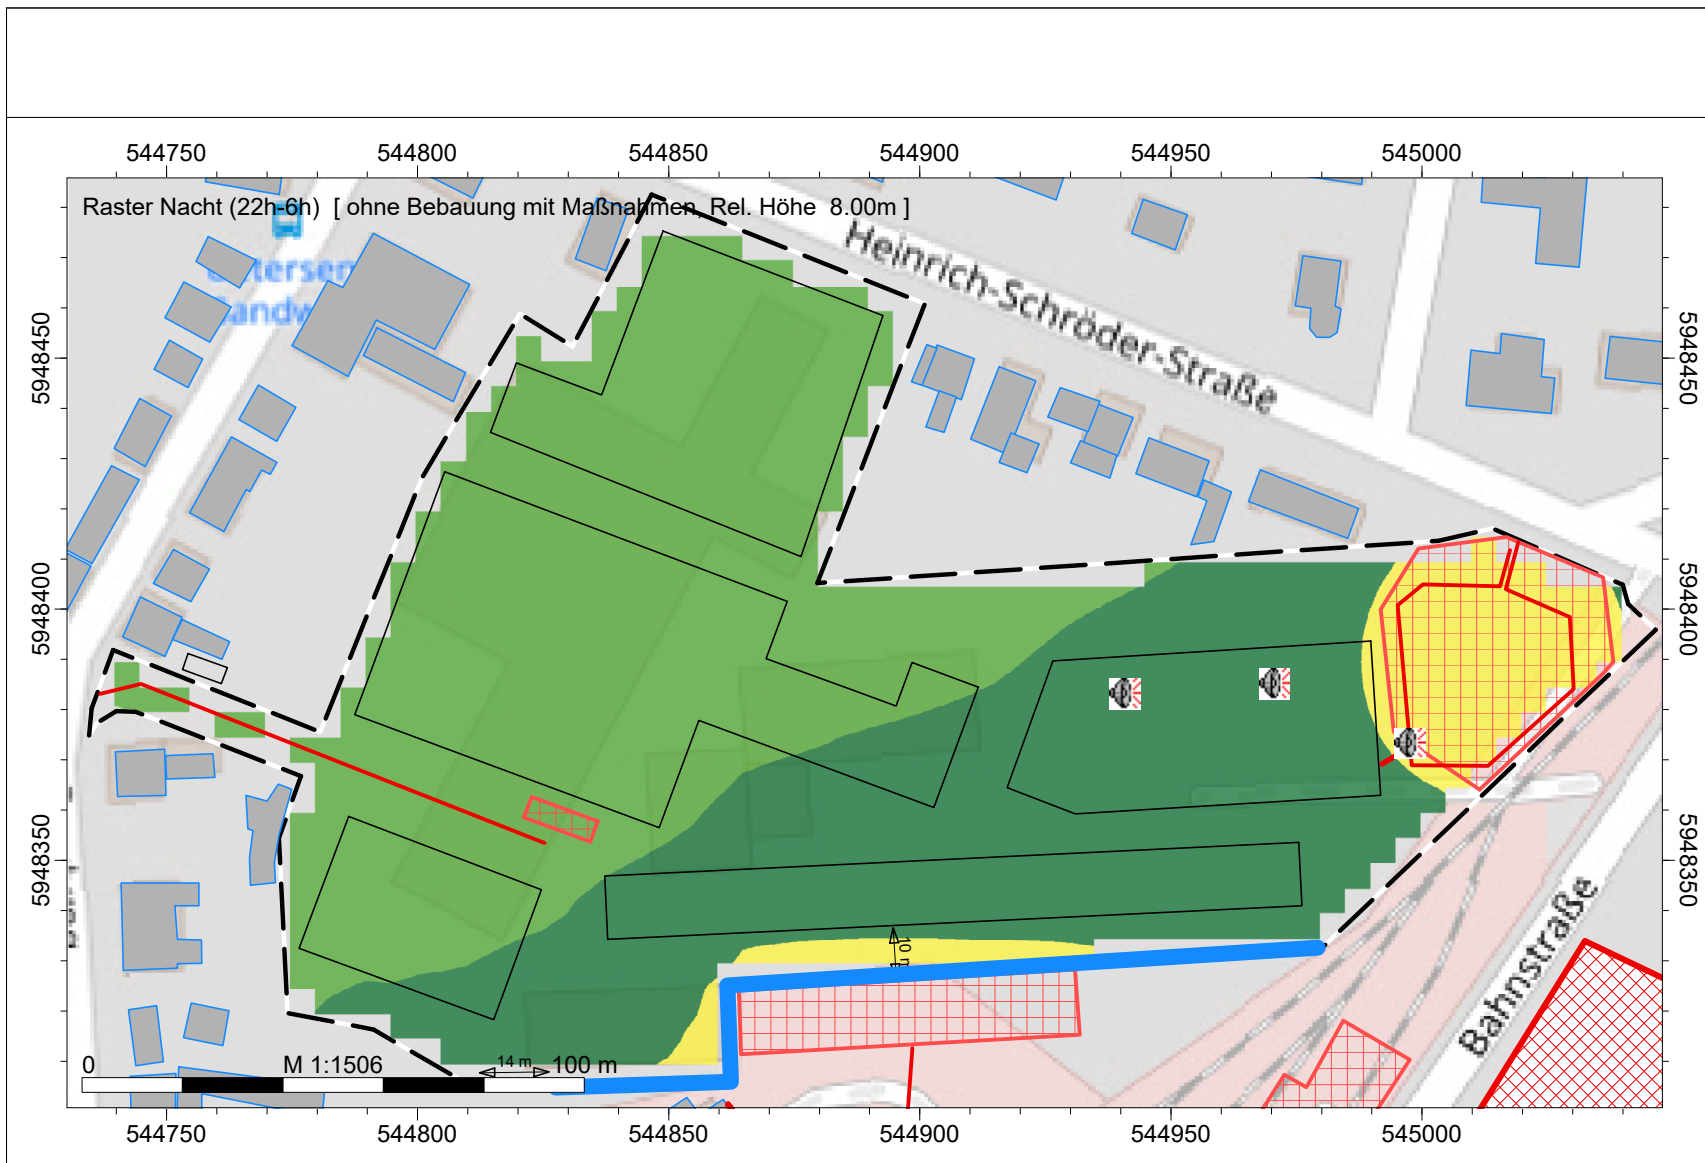 544750 544800 544850 544900 544950 545000
Raster Nacht (22h-6h) [ ohne Bebauung mit Maßnahmen, Rel. Höhe 8.00m ]
Heinrich-Schröder-Straße
5948450
5948450
5948400
5948400
5948350
5948350
10 m
Bahnstraße
0 M 1:1506 100 m
14 m
544750 544800 544850 544900 544950 545000